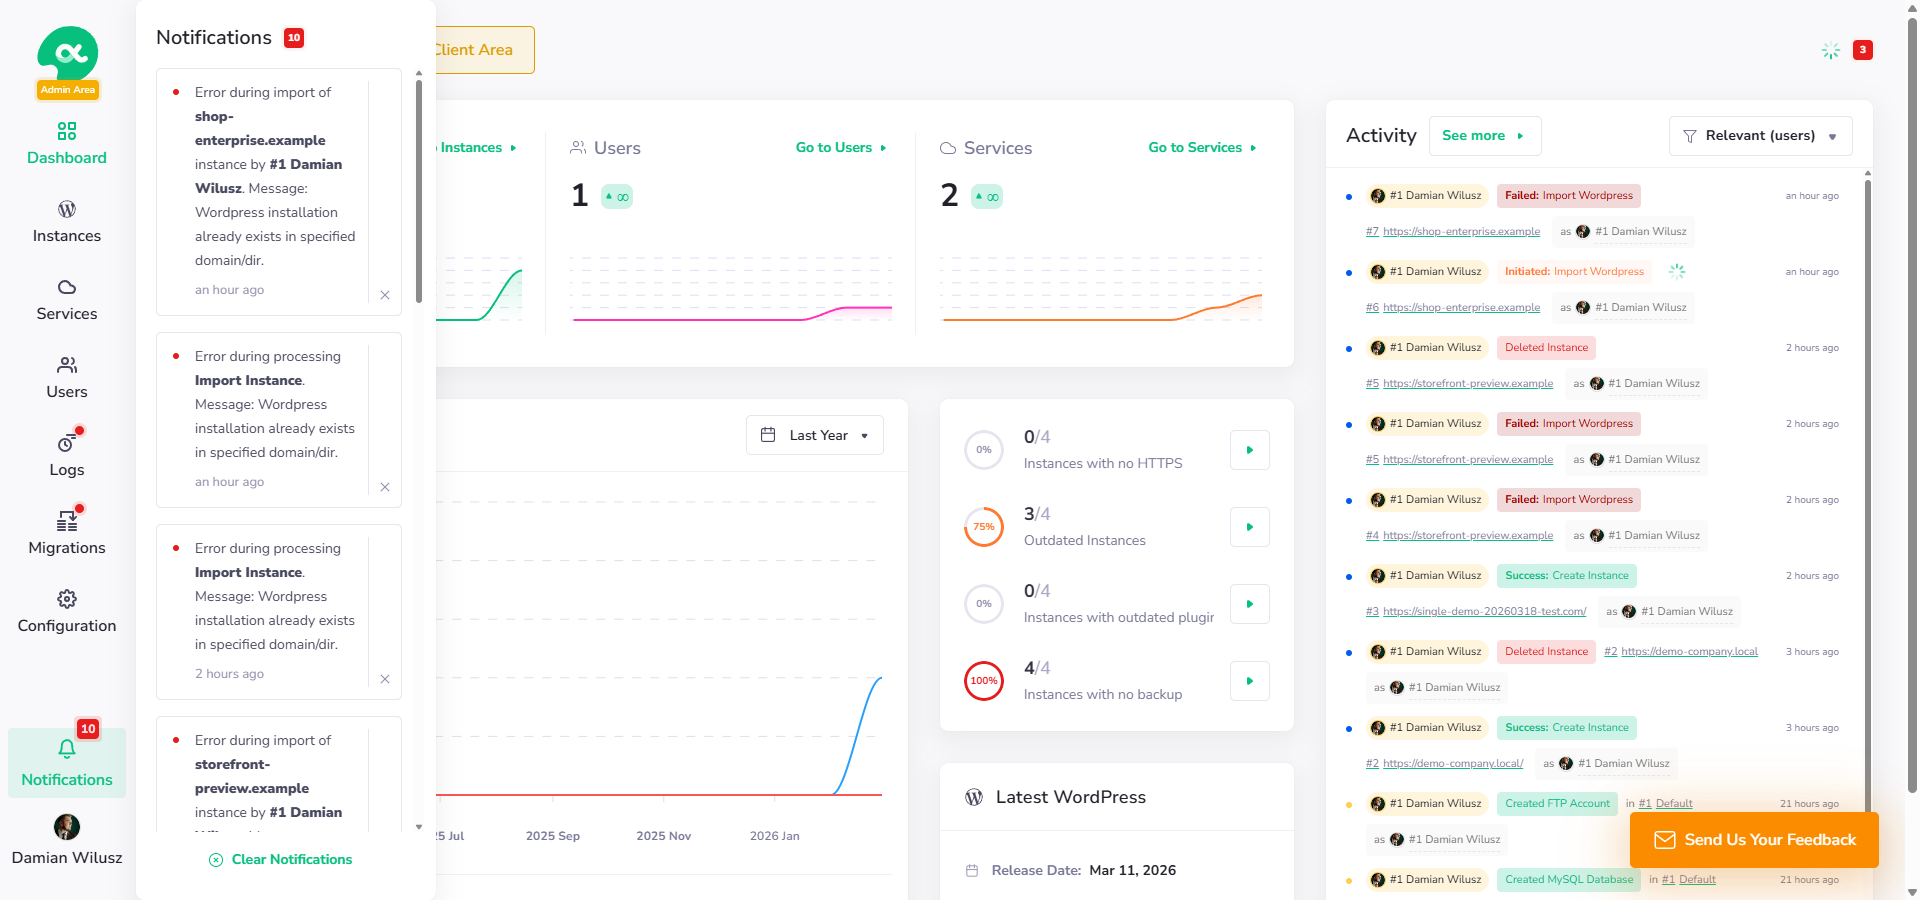 Admin Area
Dashboard
Instances
Services
Users
Logs
Migrations
Configuration
10
Notifications
Damian Wilusz
Notifications 10
Error during import of
shop-
enterprise.example
instance by #1 Damian
Wilusz. Message:
Wordpress installation
already exists in specified
domain/dir.
an hour ago
Error during processing
Import Instance.
Message: Wordpress
installation already exists
in specified domain/dir.
an hour ago
Error during processing
Import Instance.
Message: Wordpress
installation already exists
in specified domain/dir.
2 hours ago
Error during import of
storefront-
preview.example
instance by #1 Damian
Clear Notifications
Client Area
3
Instances
Users Go to Users
1 ∞
Services Go to Services
2 ∞
Last Year
25 Jul 2025 Sep 2025 Nov 2026 Jan
0% 0/4
Instances with no HTTPS
75% 3/4
Outdated Instances
0% 0/4
Instances with outdated plugin
100% 4/4
Instances with no backup
Latest WordPress
Release Date: Mar 11, 2026
Activity See more Relevant (users)
#1 Damian Wilusz Failed: Import Wordpress an hour ago
#7 https://shop-enterprise.example as #1 Damian Wilusz
#1 Damian Wilusz Initiated: Import Wordpress an hour ago
#6 https://shop-enterprise.example as #1 Damian Wilusz
#1 Damian Wilusz Deleted Instance 2 hours ago
#5 https://storefront-preview.example as #1 Damian Wilusz
#1 Damian Wilusz Failed: Import Wordpress 2 hours ago
#5 https://storefront-preview.example as #1 Damian Wilusz
#1 Damian Wilusz Failed: Import Wordpress 2 hours ago
#4 https://storefront-preview.example as #1 Damian Wilusz
#1 Damian Wilusz Success: Create Instance 2 hours ago
#3 https://single-demo-20260318-test.com/ as #1 Damian Wilusz
#1 Damian Wilusz Deleted Instance #2 https://demo-company.local 3 hours ago
as #1 Damian Wilusz
#1 Damian Wilusz Success: Create Instance 3 hours ago
#2 https://demo-company.local/ as #1 Damian Wilusz
#1 Damian Wilusz Created FTP Account in #1 Default 21 hours ago
as #1 Damian Wilusz
#1 Damian Wilusz Created MySQL Database in #1 Default 21 hours ago
Send Us Your Feedback